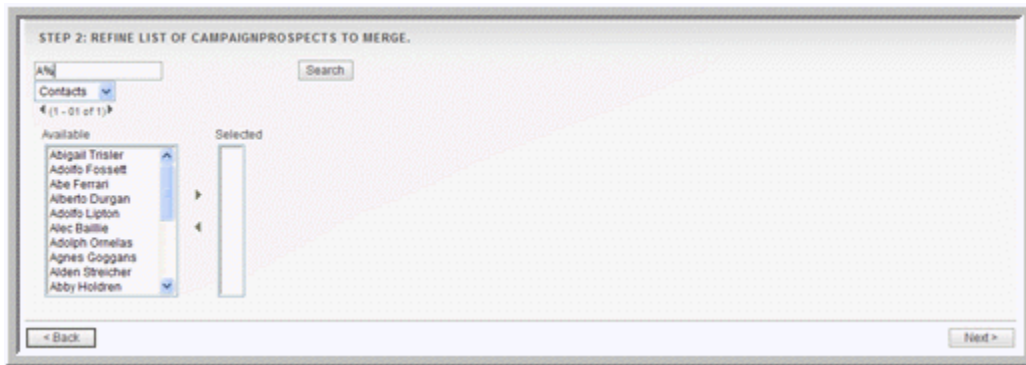 STEP 2: REFINE LIST OF CAMPAIGNPROSPECTS TO MERGE.
A%
Search
Contacts
(1 - 01 of 1)
Available
Selected
Abigail Trisler
Adolfo Fossett
Abe Ferrari
Alberto Durgan
Adolfo Lipton
Alec Baillie
Adolph Ornelas
Agnes Goggans
Alden Streicher
Abby Holdren
< Back
Next >